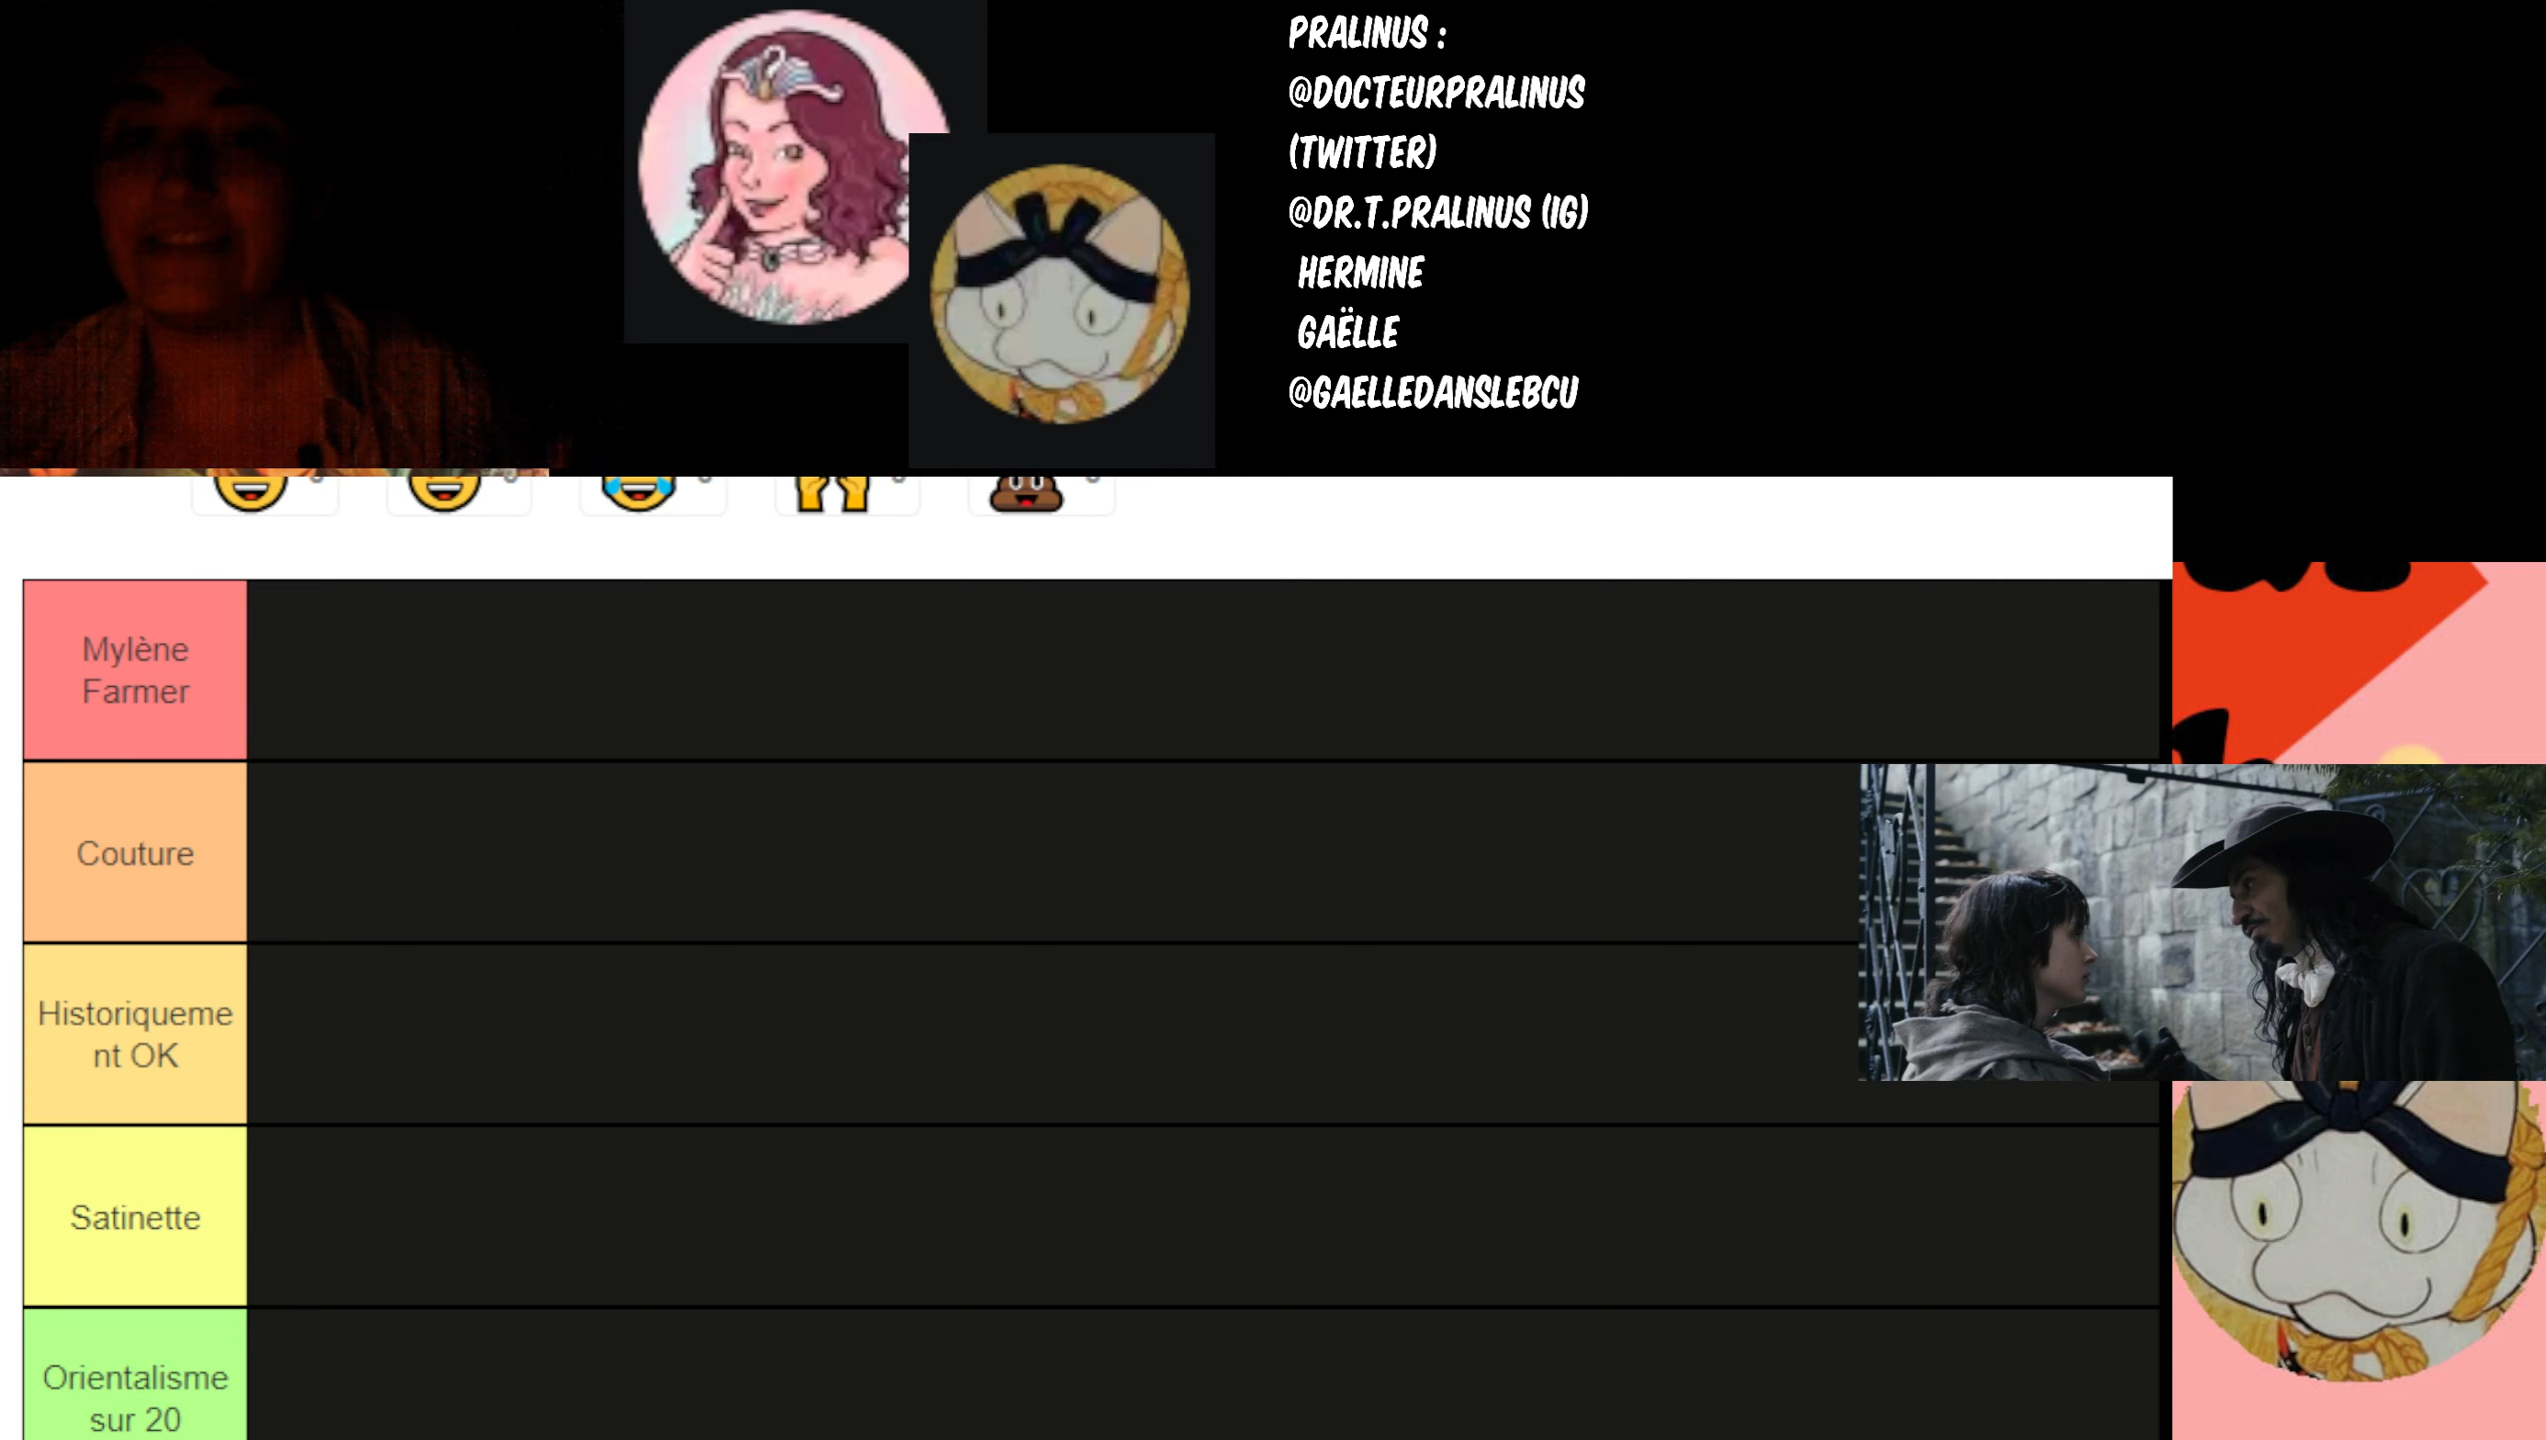 PRALINUS :
@DOCTEURPRALINUS
(TWITTER)
@DR.T.PRALINUS (IG)
HERMINE
GAËLLE
@GAELLEDANSLEBCU
Mylène
Farmer
Couture
Historiqueme
nt OK
Satinette
Orientalisme
sur 20